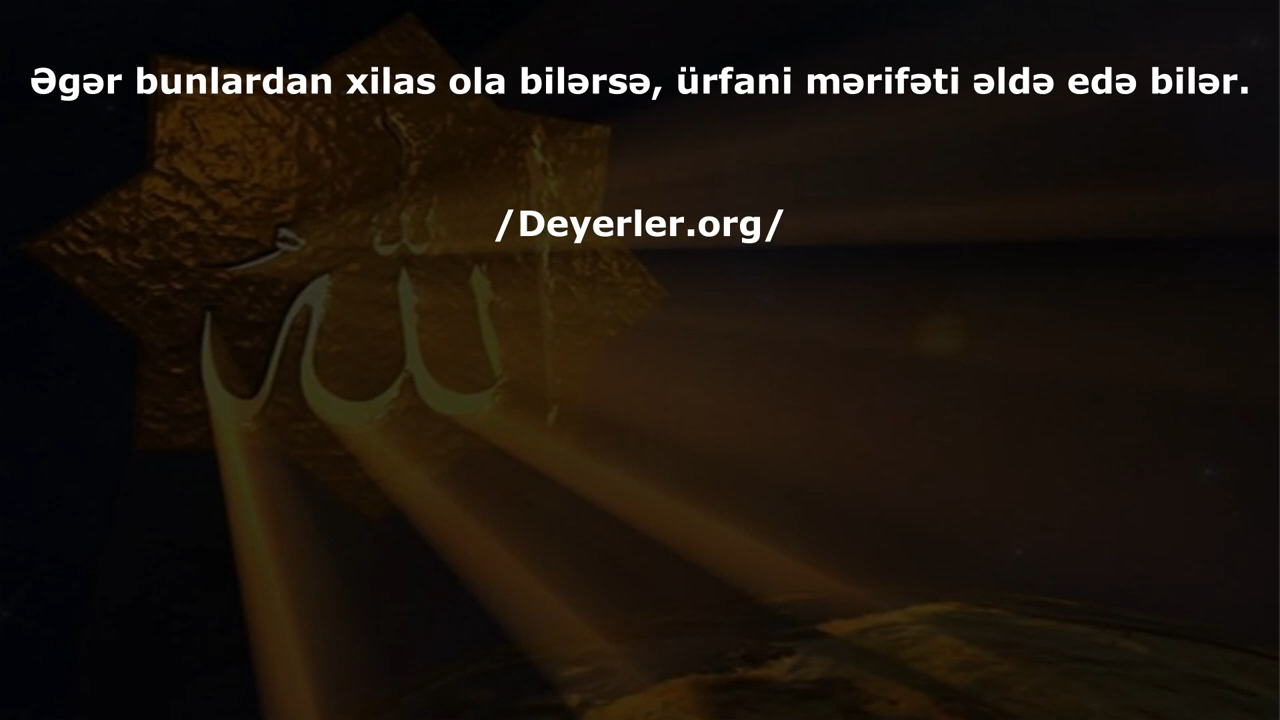 Əgər bunlardan xilas ola bilərsə, ürfani mərifəti əldə edə bilər.
/Deyerler.org/
الله